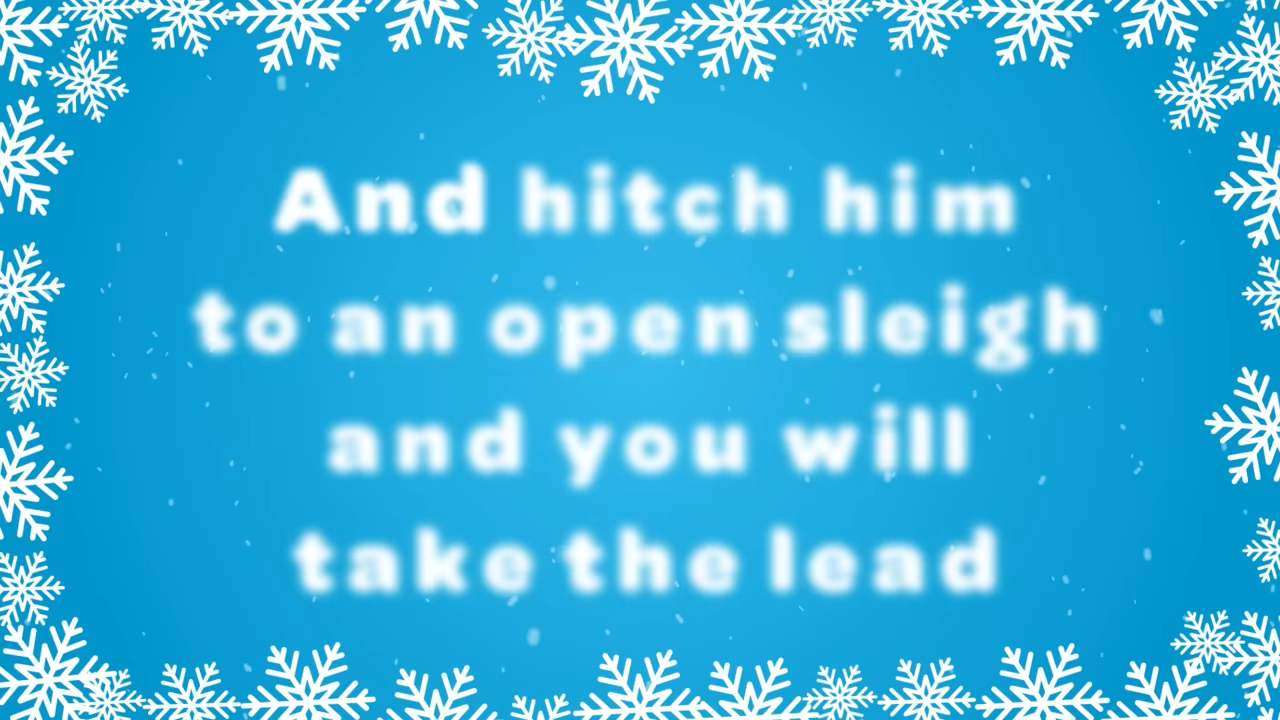 And hitch him
to an open sleigh
and you will
take the lead